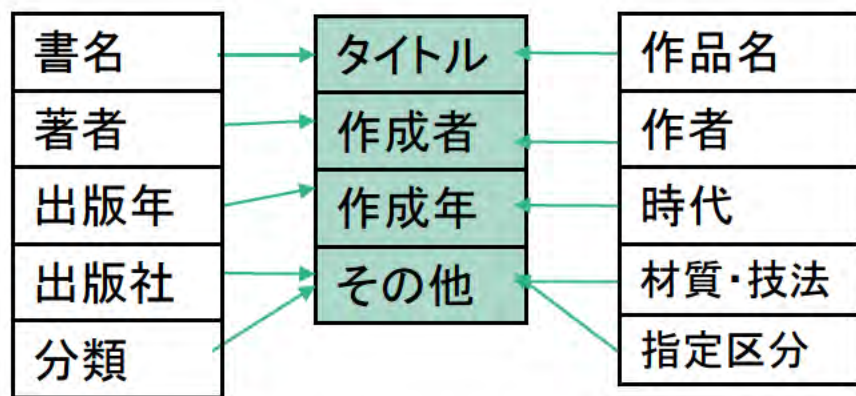 書名
著者
出版年
出版社
分類
タイトル
作成者
作成年
その他
作品名
作者
時代
材質・技法
指定区分